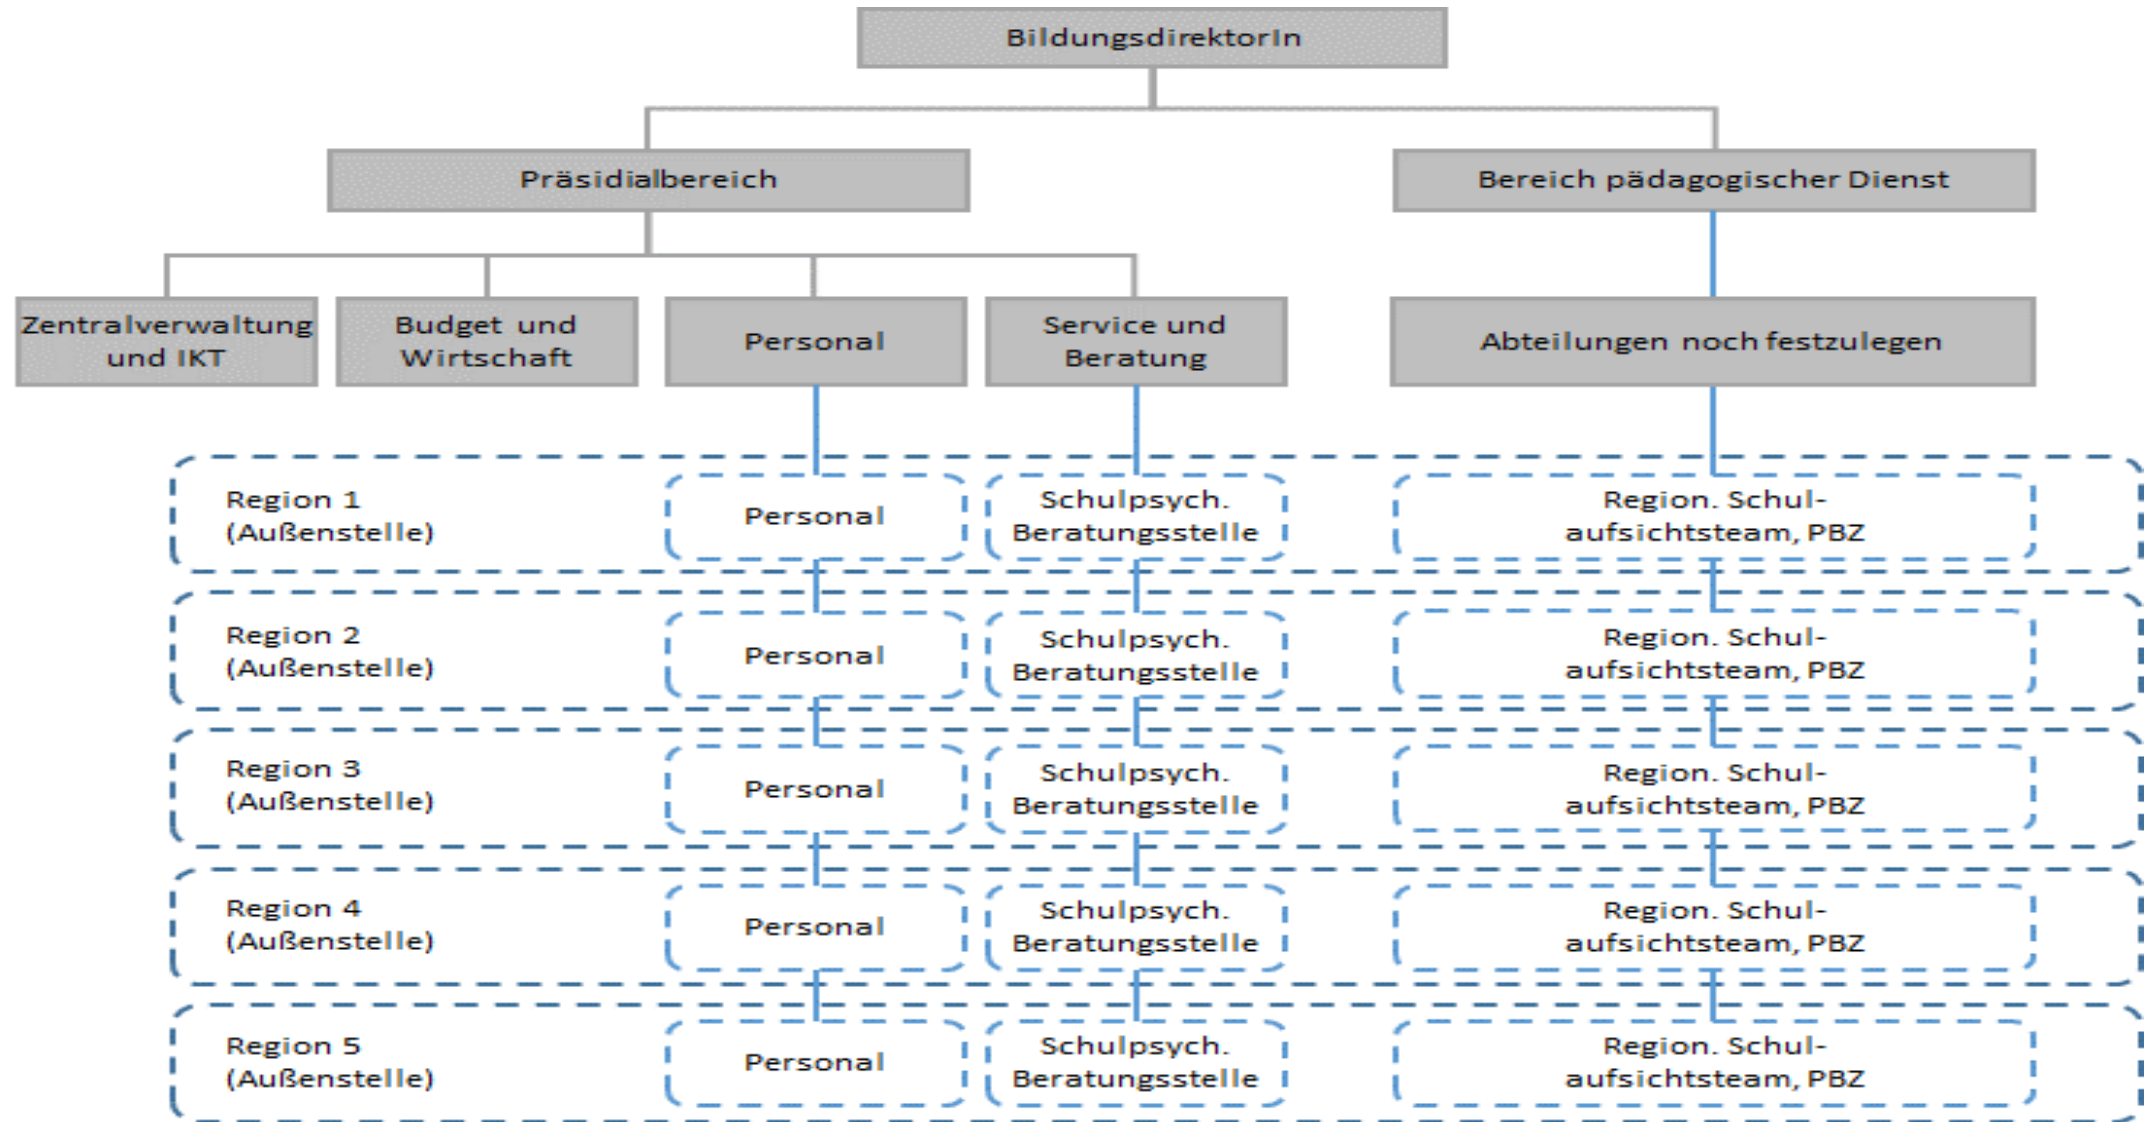 BildungsdirektorIn
Präsidialbereich
Bereich pädagogischer Dienst
Zentralverwaltung
und IKT
Budget und
Wirtschaft
Personal
Service und
Beratung
Abteilungen noch festzulegen
Region 1
(Außenstelle)
Personal
Schulpsych.
Beratungsstelle
Region. Schul-
aufsichtsteam, PBZ
Region 2
(Außenstelle)
Personal
Schulpsych.
Beratungsstelle
Region. Schul-
aufsichtsteam, PBZ
Region 3
(Außenstelle)
Personal
Schulpsych.
Beratungsstelle
Region. Schul-
aufsichtsteam, PBZ
Region 4
(Außenstelle)
Personal
Schulpsych.
Beratungsstelle
Region. Schul-
aufsichtsteam, PBZ
Region 5
(Außenstelle)
Personal
Schulpsych.
Beratungsstelle
Region. Schul-
aufsichtsteam, PBZ